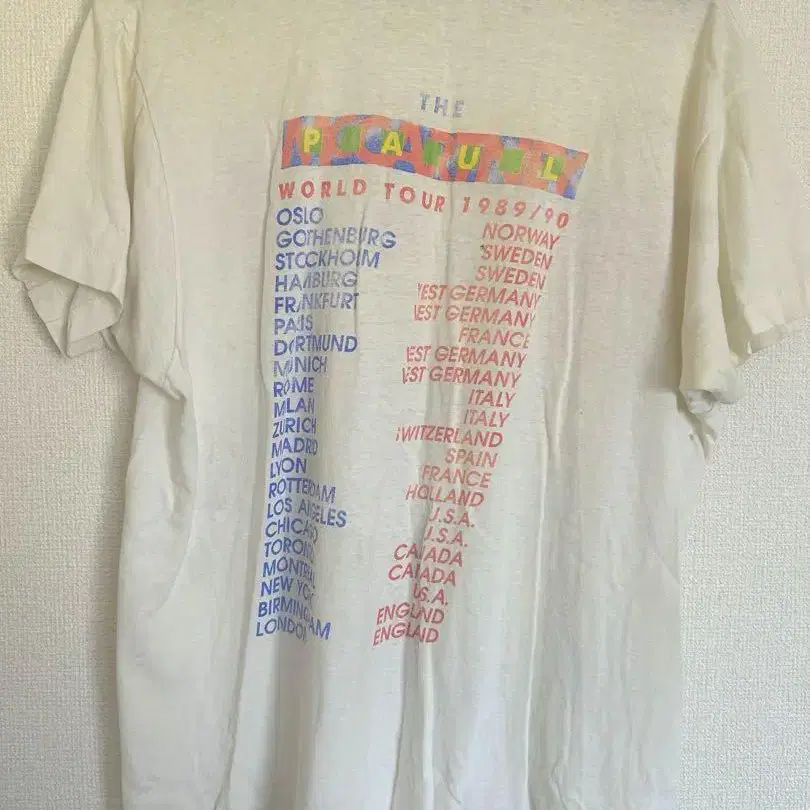 THE
PAUL McCARTNEY
WORLD TOUR 1989/90
OSLO NORWAY
GOTHENBURG SWEDEN
STOCKHOLM SWEDEN
HAMBURG WEST GERMANY
FRANKFURT WEST GERMANY
PARIS FRANCE
DORTMUND WEST GERMANY
MUNICH WEST GERMANY
ROME ITALY
MILAN ITALY
ZURICH SWITZERLAND
MADRID SPAIN
LYON FRANCE
ROTTERDAM HOLLAND
LOS ANGELES U.S.A.
CHICAGO U.S.A.
TORONTO CANADA
MONTREAL CANADA
NEW YORK U.S.A.
BIRMINGHAM ENGLAND
LONDON ENGLAND